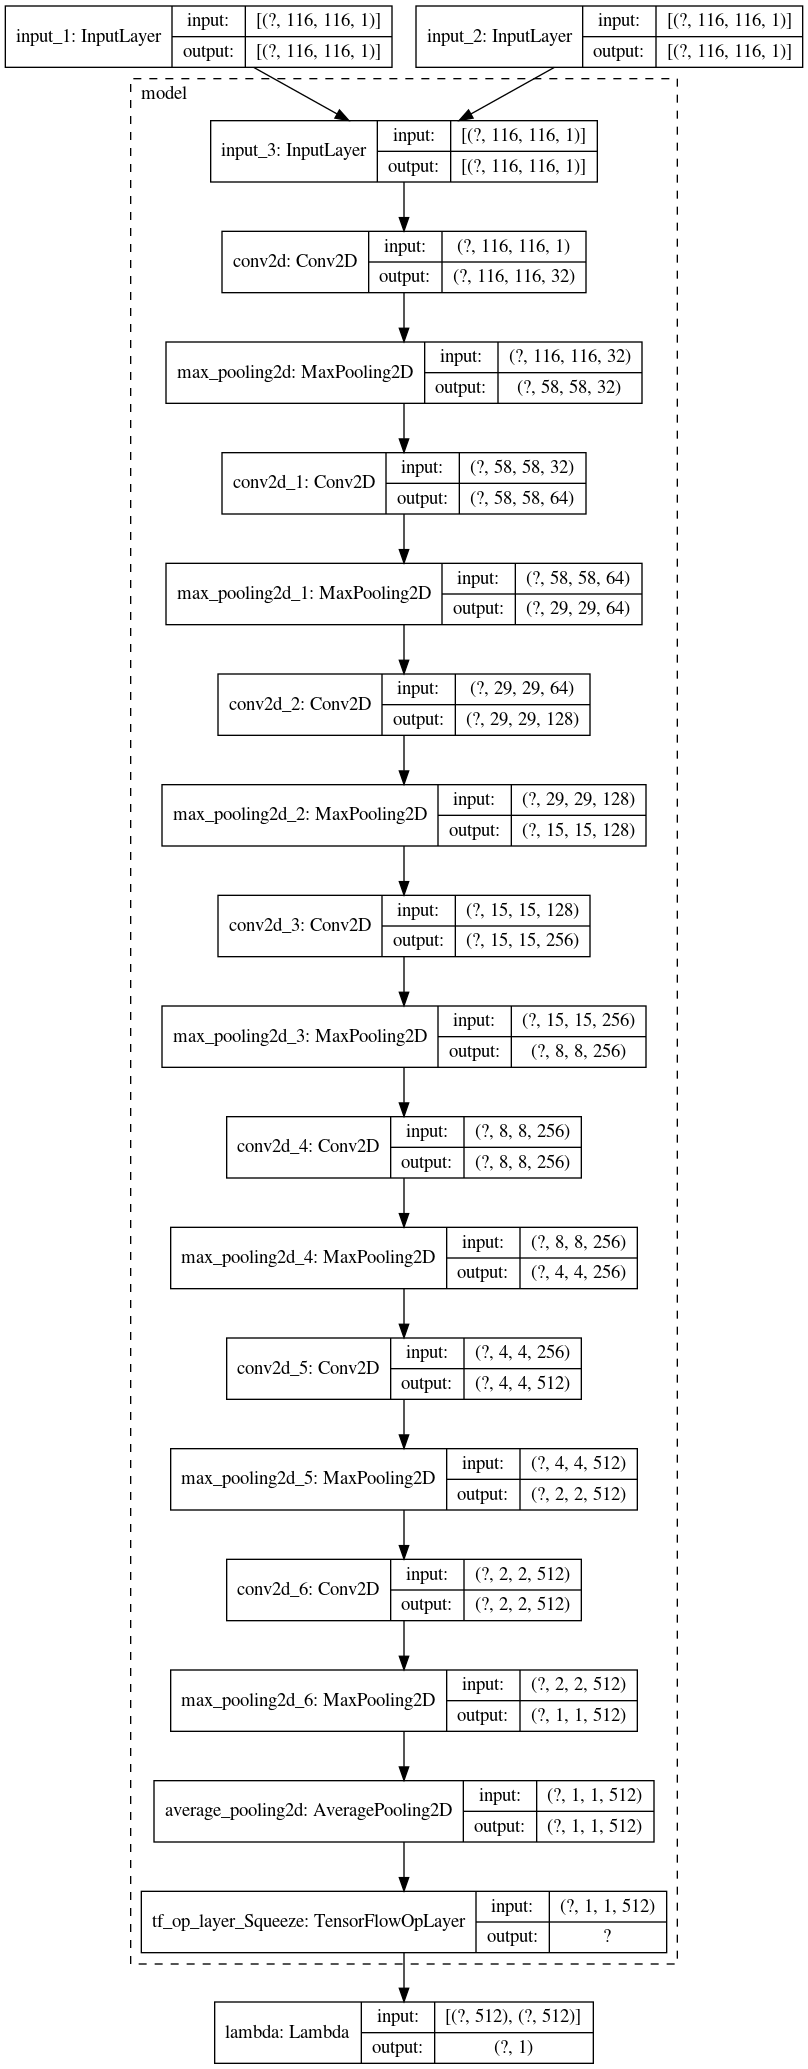 input_1: InputLayer input: [(?, 116, 116, 1)]
output: [(?, 116, 116, 1)]
input_2: InputLayer input: [(?, 116, 116, 1)]
output: [(?, 116, 116, 1)]
model
input_3: InputLayer input: [(?, 116, 116, 1)]
output: [(?, 116, 116, 1)]
conv2d: Conv2D input: (?, 116, 116, 1)
output: (?, 116, 116, 32)
max_pooling2d: MaxPooling2D input: (?, 116, 116, 32)
output: (?, 58, 58, 32)
conv2d_1: Conv2D input: (?, 58, 58, 32)
output: (?, 58, 58, 64)
max_pooling2d_1: MaxPooling2D input: (?, 58, 58, 64)
output: (?, 29, 29, 64)
conv2d_2: Conv2D input: (?, 29, 29, 64)
output: (?, 29, 29, 128)
max_pooling2d_2: MaxPooling2D input: (?, 29, 29, 128)
output: (?, 15, 15, 128)
conv2d_3: Conv2D input: (?, 15, 15, 128)
output: (?, 15, 15, 256)
max_pooling2d_3: MaxPooling2D input: (?, 15, 15, 256)
output: (?, 8, 8, 256)
conv2d_4: Conv2D input: (?, 8, 8, 256)
output: (?, 8, 8, 256)
max_pooling2d_4: MaxPooling2D input: (?, 8, 8, 256)
output: (?, 4, 4, 256)
conv2d_5: Conv2D input: (?, 4, 4, 256)
output: (?, 4, 4, 512)
max_pooling2d_5: MaxPooling2D input: (?, 4, 4, 512)
output: (?, 2, 2, 512)
conv2d_6: Conv2D input: (?, 2, 2, 512)
output: (?, 2, 2, 512)
max_pooling2d_6: MaxPooling2D input: (?, 2, 2, 512)
output: (?, 1, 1, 512)
average_pooling2d: AveragePooling2D input: (?, 1, 1, 512)
output: (?, 1, 1, 512)
tf_op_layer_Squeeze: TensorFlowOpLayer input: (?, 1, 1, 512)
output: ?
lambda: Lambda input: [(?, 512), (?, 512)]
output: (?, 1)